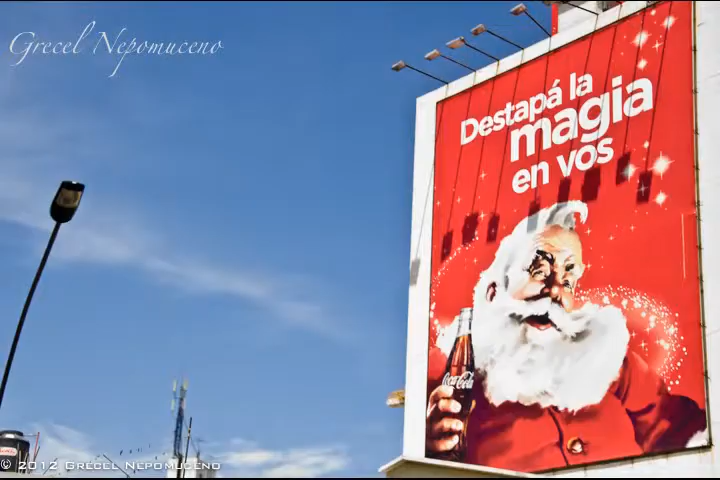 Grecel Nepomuceno
Destapá la
magia
en vos
Coca-Cola
© 2012 Grecel Nepomuceno